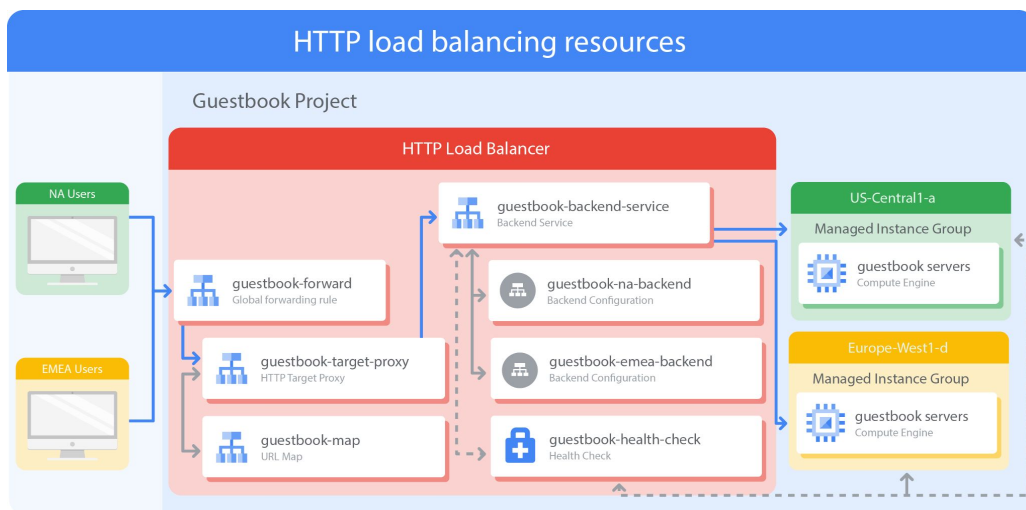 HTTP load balancing resources
Guestbook Project
HTTP Load Balancer
NA Users
EMEA Users
guestbook-forward
Global forwarding rule
guestbook-target-proxy
HTTP Target Proxy
guestbook-map
URL Map
guestbook-backend-service
Backend Service
guestbook-na-backend
Backend Configuration
guestbook-emea-backend
Backend Configuration
guestbook-health-check
Health Check
US-Central1-a
Managed Instance Group
guestbook servers
Compute Engine
Europe-West1-d
Managed Instance Group
guestbook servers
Compute Engine